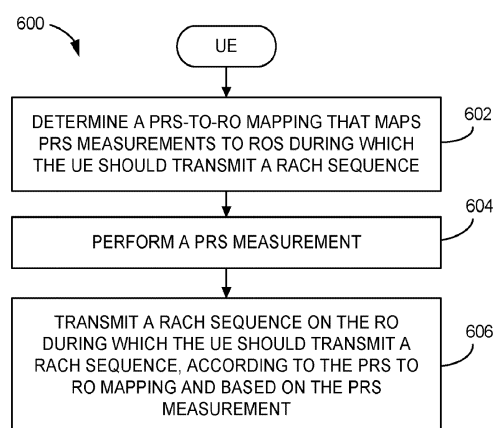 600
UE
DETERMINE A PRS-TO-RO MAPPING THAT MAPS
PRS MEASUREMENTS TO ROS DURING WHICH
THE UE SHOULD TRANSMIT A RACH SEQUENCE
602
PERFORM A PRS MEASUREMENT
604
TRANSMIT A RACH SEQUENCE ON THE RO
DURING WHICH THE UE SHOULD TRANSMIT A
RACH SEQUENCE, ACCORDING TO THE PRS TO
RO MAPPING AND BASED ON THE PRS
MEASUREMENT
606